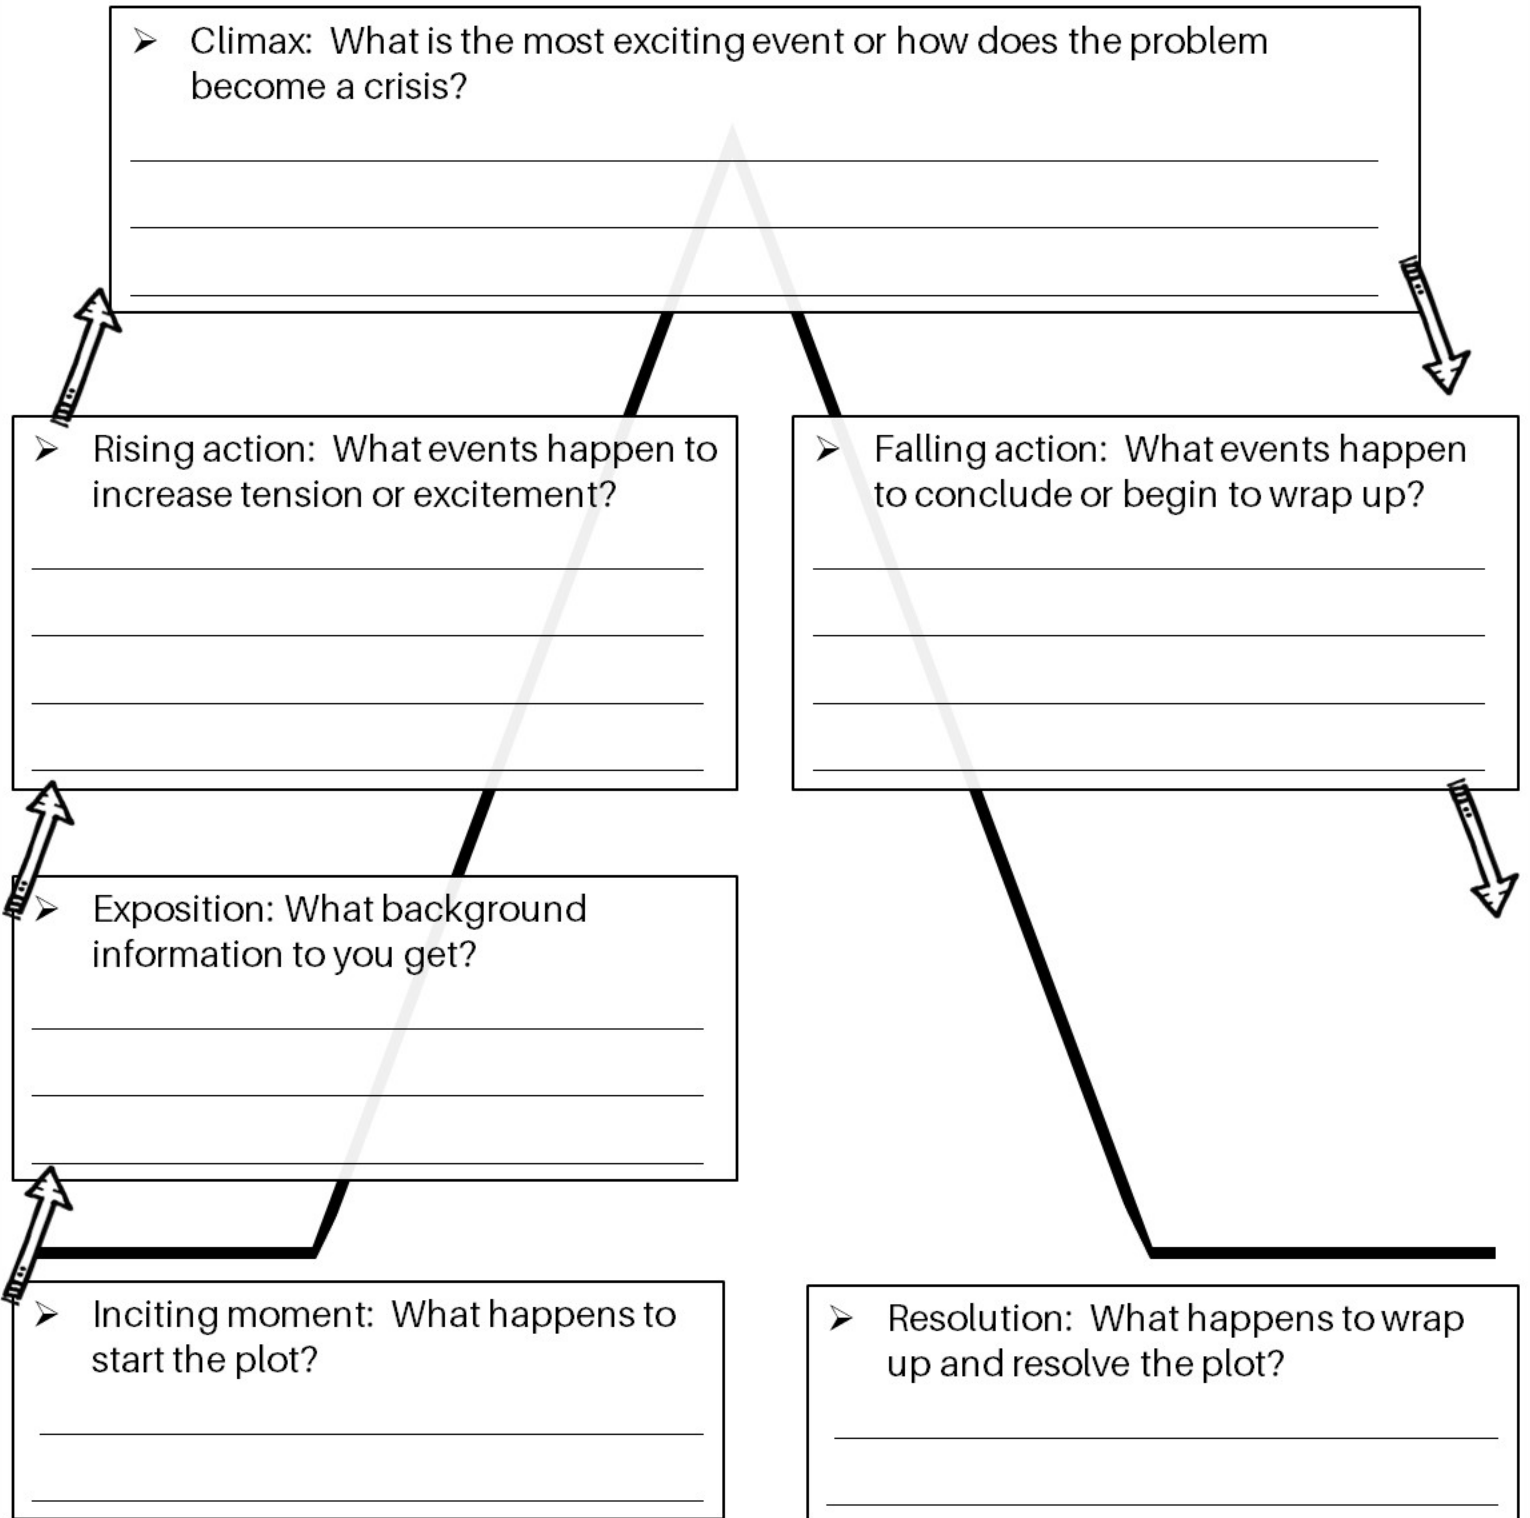 ➢ Climax: What is the most exciting event or how does the problem
become a crisis?
➢ Rising action: What events happen to
increase tension or excitement?
➢ Falling action: What events happen
to conclude or begin to wrap up?
➢ Exposition: What background
information to you get?
➢ Inciting moment: What happens to
start the plot?
➢ Resolution: What happens to wrap
up and resolve the plot?